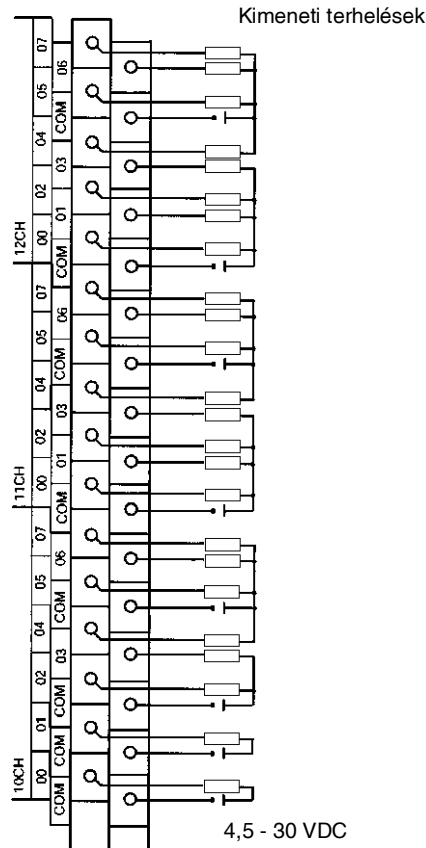 Kimeneti terhelések
10CH 11CH 12CH
00 01 02 04 05 07 00 02 04 05 07 00 02 04 05 07
COM COM COM 03 COM 06 COM 01 03 COM 06 COM 01 03 COM 06
4,5 - 30 VDC